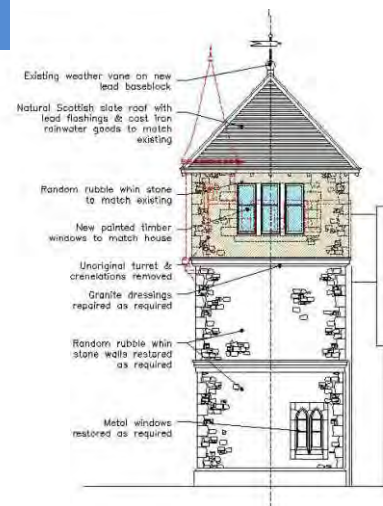 Existing weather vane on new
lead baseblock
Natural Scottish slate roof with
lead flashings & cast iron
rainwater goods to match
existing
Random rubble whin stone
to match existing
New painted timber
windows to match house
Unoriginal turret &
crenelations removed
Granite dressings
repaired as required
Random rubble whin
stone walls restored
as required
Metal windows
restored as required